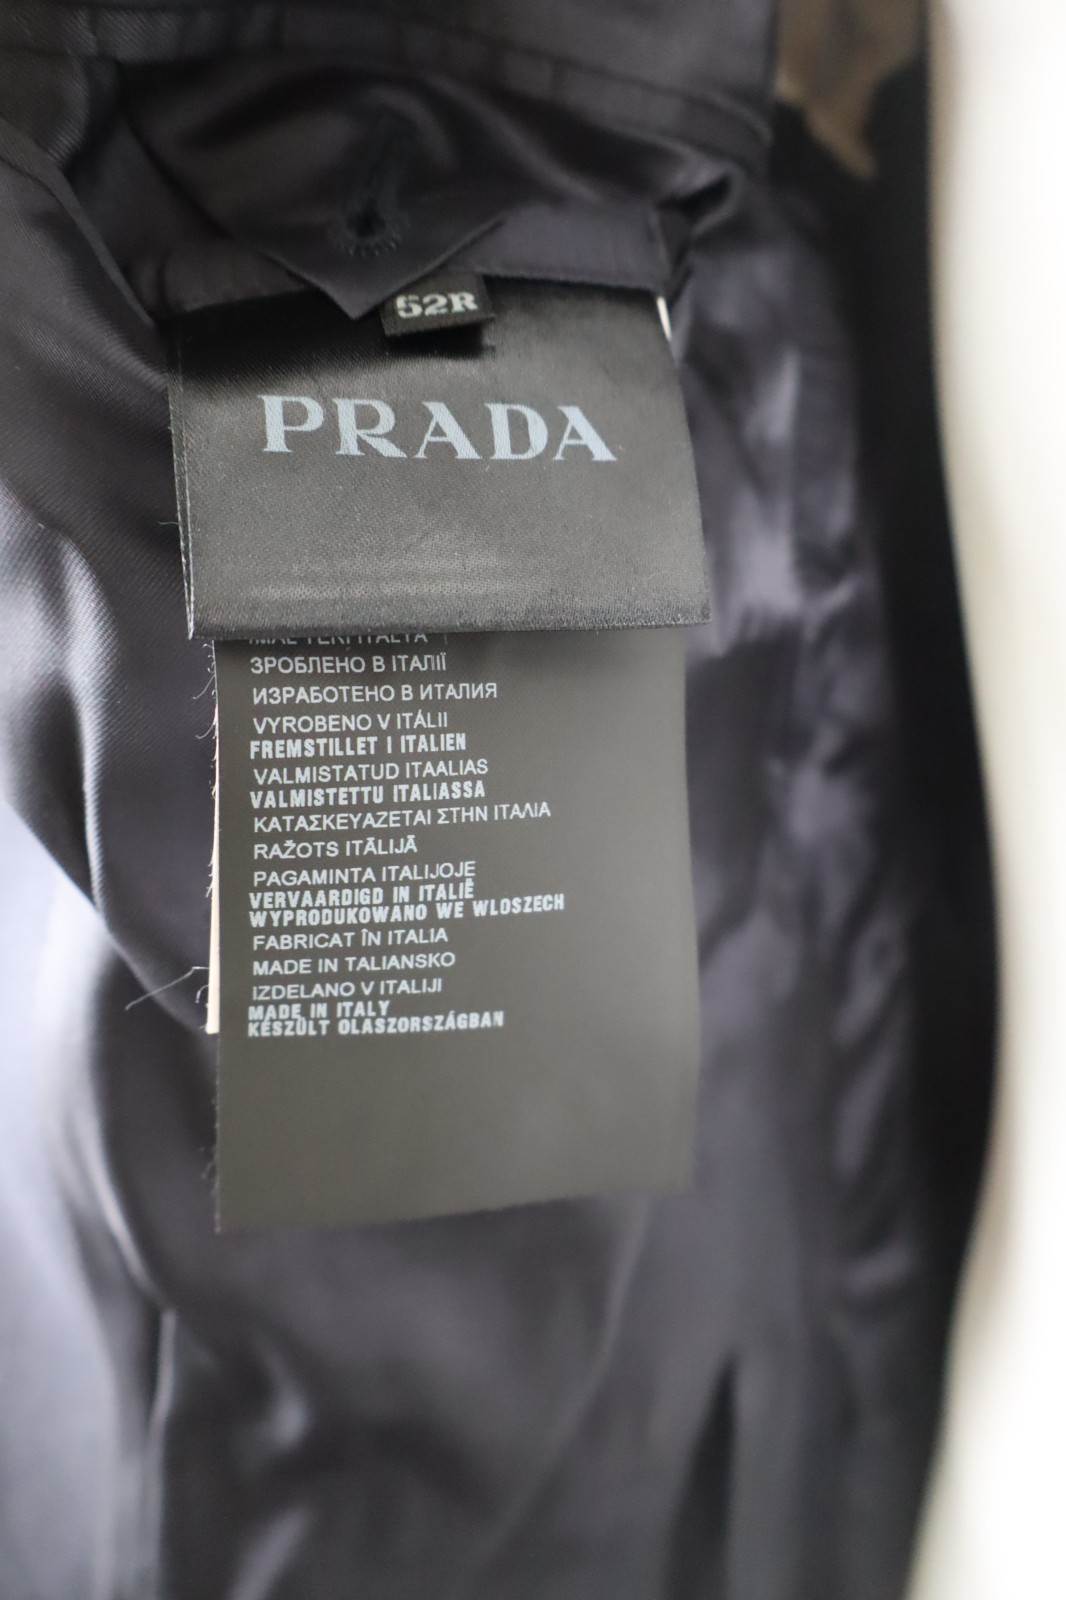 52R
PRADA
ЗРОБЛЕНО В ІТАЛІЇ
ИЗРАБОТЕНО В ИТАЛИЯ
VYROBENO V ITÁLII
FREMSTILLET I ITALIEN
VALMISTATUD ITAALIAS
VALMISTETTU ITALIASSA
ΚΑΤΑΣΚΕΥΑΖΕΤΑΙ ΣΤΗΝ ΙΤΑΛΙΑ
RAŽOTS ITĀLIJĀ
PAGAMINTA ITALIJOJE
VERVAARDIGD IN ITALIË
WYPRODUKOWANO WE WLOSZECH
FABRICAT ÎN ITALIA
MADE IN TALIANSKO
IZDELANO V ITALIJI
MADE IN ITALY
KÉSZÜLT OLASZORSZÁGBAN